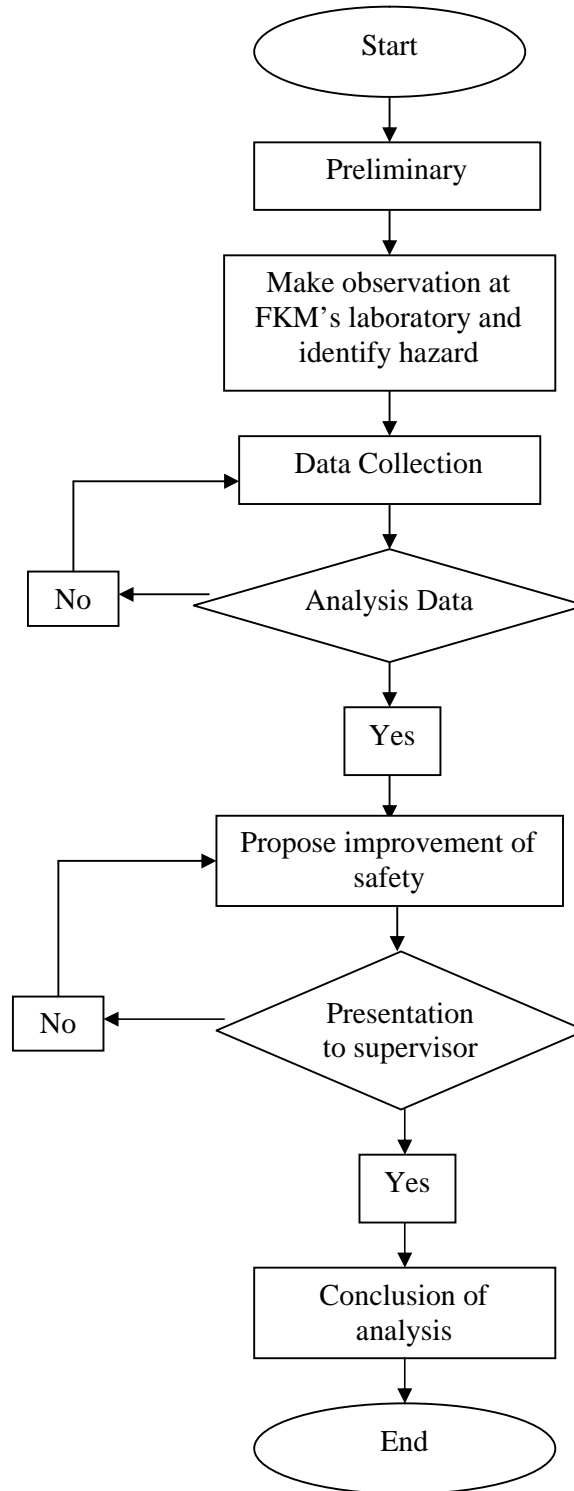 Start
Preliminary
Make observation at
FKM's laboratory and
identify hazard
Data Collection
No
Analysis Data
Yes
Propose improvement of
safety
No
Presentation
to supervisor
Yes
Conclusion of
analysis
End